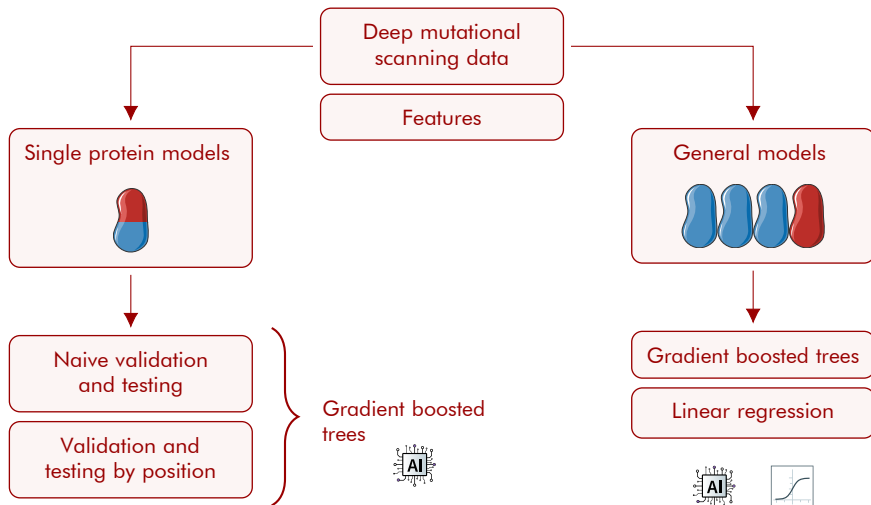 Deep mutational
scanning data
Features
Single protein models
General models
Naive validation
and testing
Validation and
testing by position
Gradient boosted
trees
AI
Gradient boosted trees
Linear regression
AI